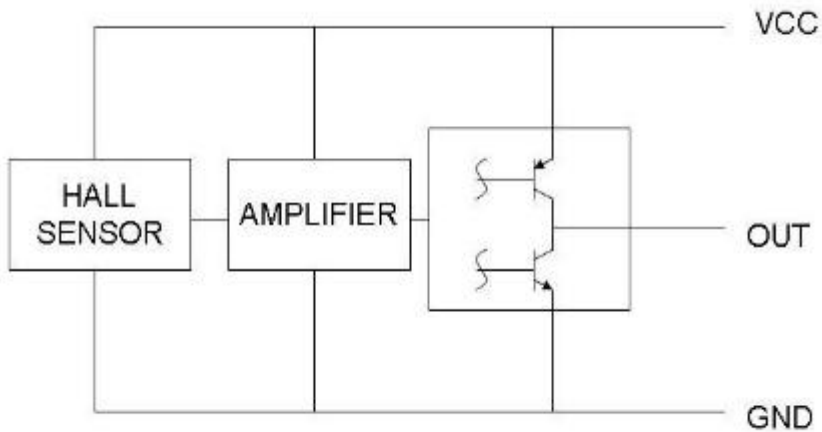 VCC
HALL
SENSOR
AMPLIFIER
OUT
GND